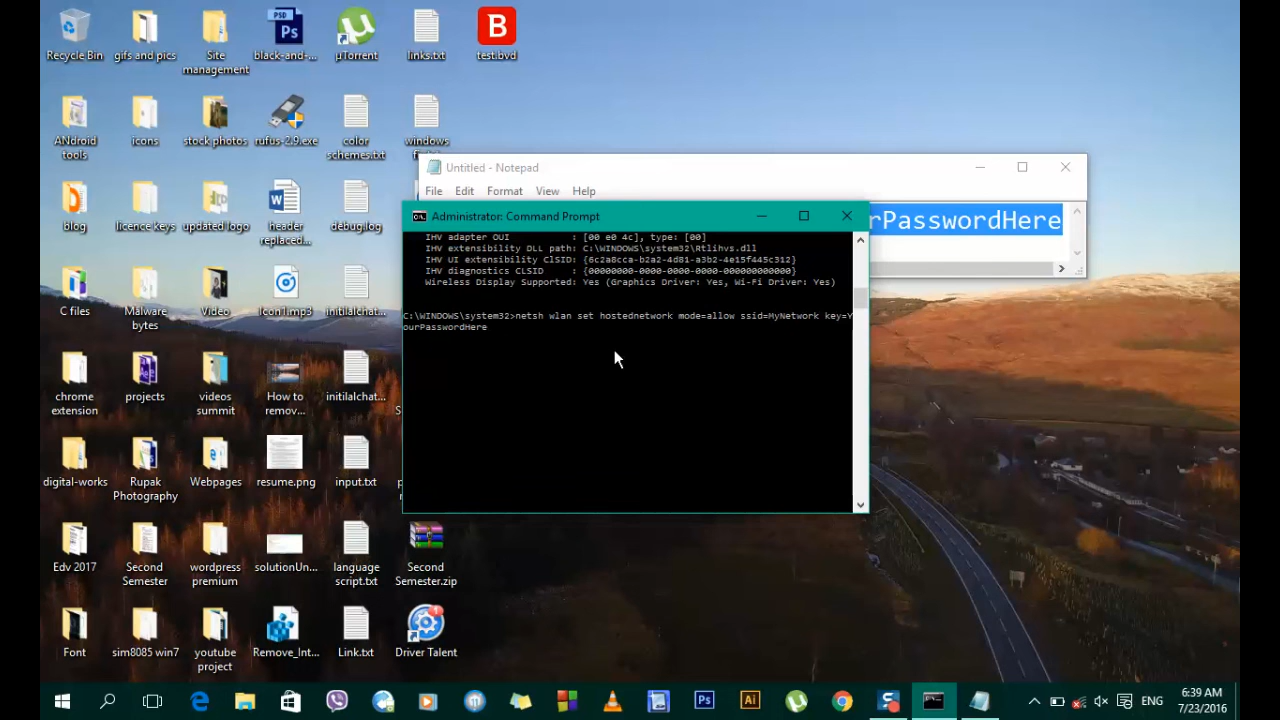 Recycle Bin
gifs and pics
Site
management
PSD
Ps
black-and-...
µTorrent
links.txt
B
test.bvd
ANdroid
tools
icons
stock photos
rufus-2.9.exe
color
schemes.txt
windows
blog
licence keys
updated logo
header
replaced...
debuglog
C files
Malware
bytes
Video
Icon1.mp3
initilalchat...
chrome
extension
projects
videos
summit
How to
remov...
initilalchat...
digital-works
Rupak
Photography
Webpages
resume.png
input.txt
Edv 2017
Second
Semester
wordpress
premium
solutionUn...
language
script.txt
Second
Semester.zip
Font
sim8085 win7
youtube
project
Remove_Int...
Link.txt
1
Driver Talent
Untitled - Notepad
File Edit Format View Help
rPasswordHere
Administrator: Command Prompt
IHV adapter OUI : [00 e0 4c], type: [00]
IHV extensibility DLL path: C:\WINDOWS\system32\Rtlihvs.dll
IHV UI extensibility ClSID: {6c2a8cca-b2a2-4d81-a3b2-4e15f445c312}
IHV diagnostics CLSID : {00000000-0000-0000-0000-000000000000}
Wireless Display Supported: Yes (Graphics Driver: Yes, Wi-Fi Driver: Yes)
C:\WINDOWS\system32>netsh wlan set hostednetwork mode=allow ssid=MyNetwork key=Y
ourPasswordHere
Ps
Ai
ENG
6:39 AM
7/23/2016